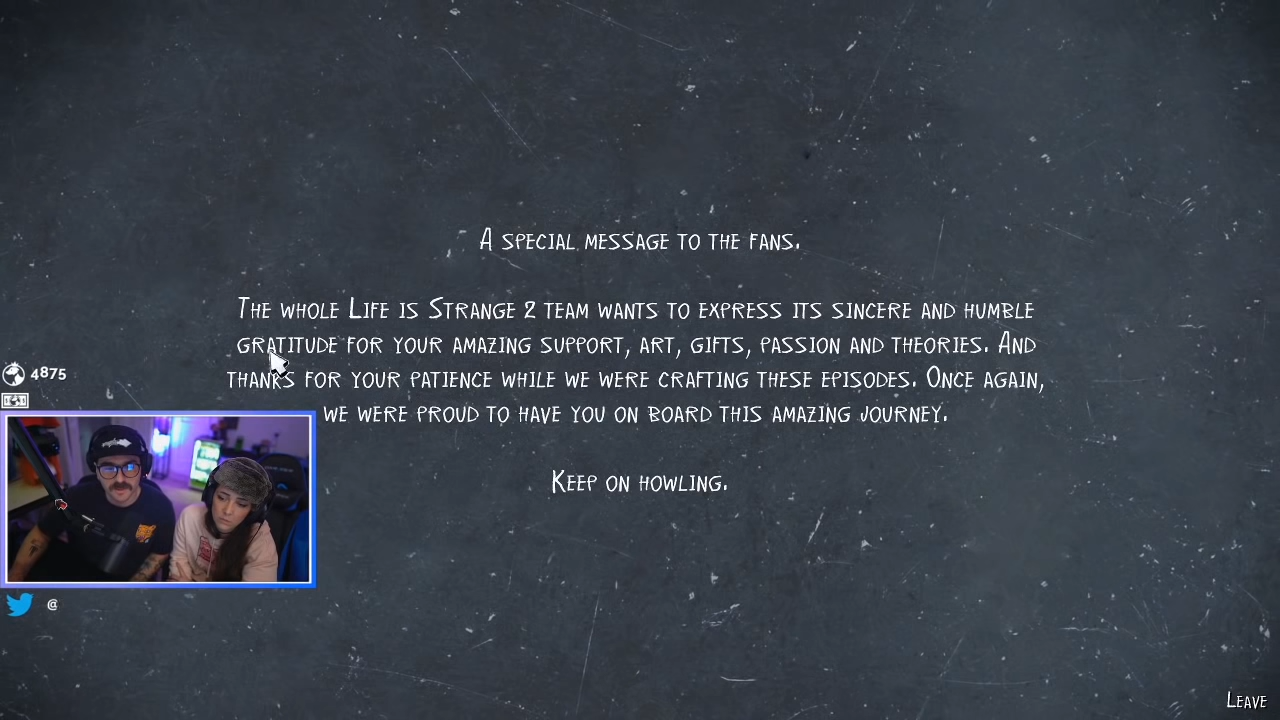 A special message to the fans.
The whole Life is Strange 2 team wants to express its sincere and humble
gratitude for your amazing support, art, gifts, passion and theories. And
thanks for your patience while we were crafting these episodes. Once again,
we were proud to have you on board this amazing journey.
Keep on howling.
4875
@
Leave